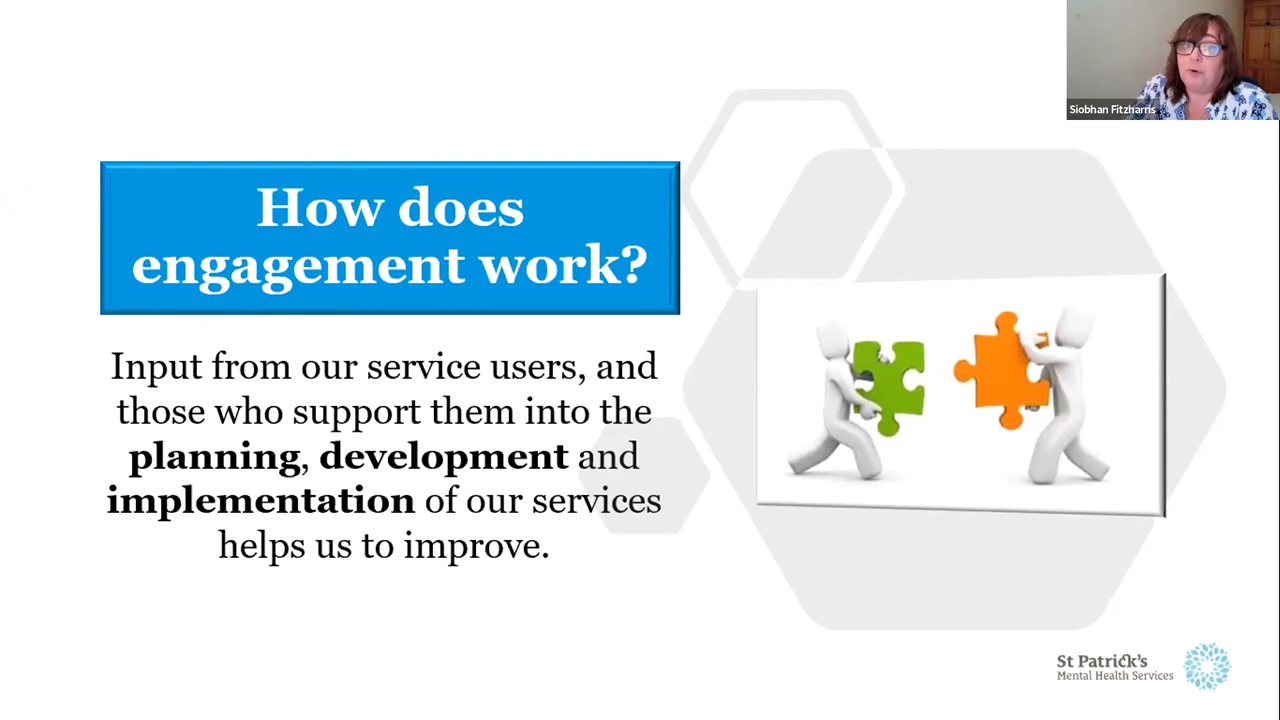 Siobhan Fitzharris
How does
engagement work?
Input from our service users, and
those who support them into the
planning, development and
implementation of our services
helps us to improve.
St Patrick's
Mental Health Services